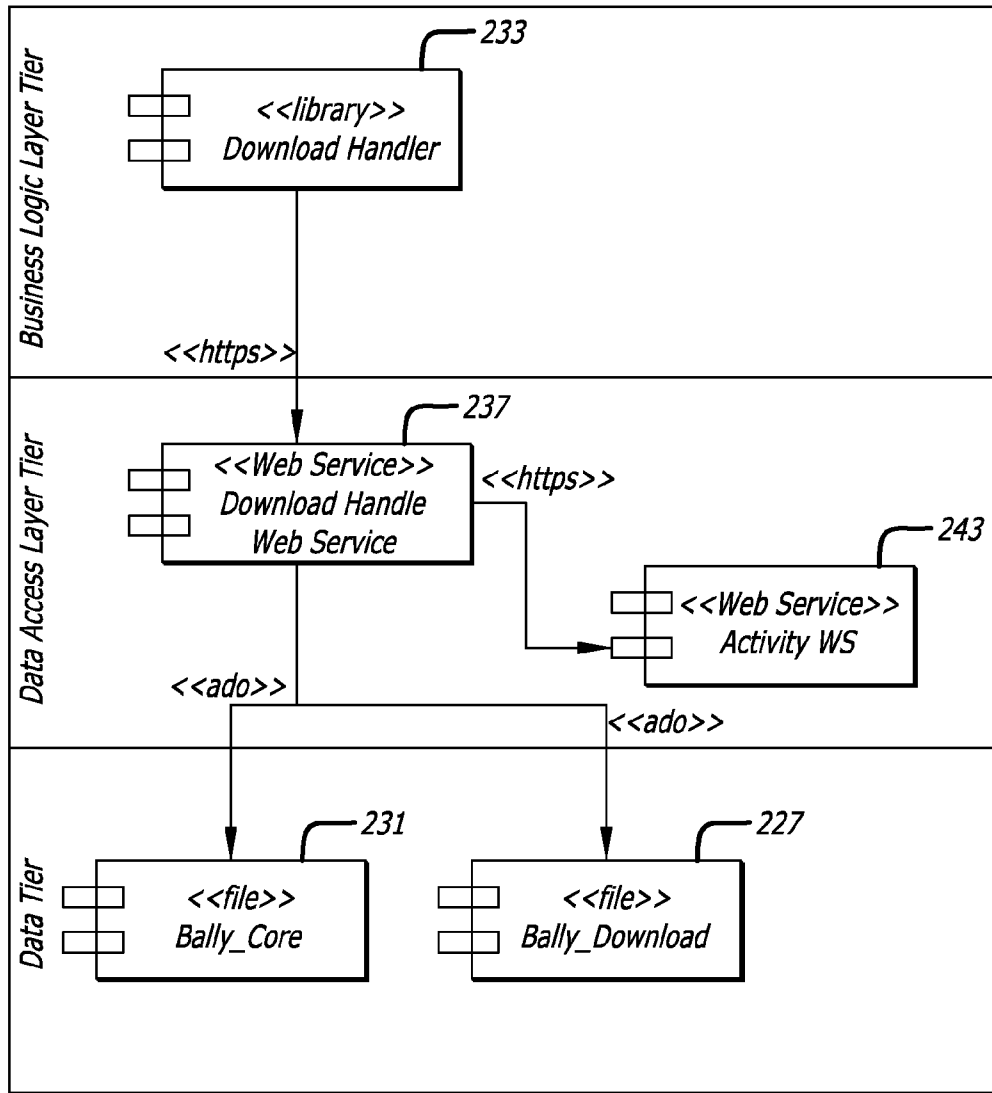 233
Business Logic Layer Tier
<<library>>
Download Handler
<<https>>
237
Data Access Layer Tier
<<Web Service>>
Download Handle
Web Service
<<https>>
243
<<Web Service>>
Activity WS
<<ado>>
<<ado>>
231
227
Data Tier
<<file>>
Bally_Core
<<file>>
Bally_Download